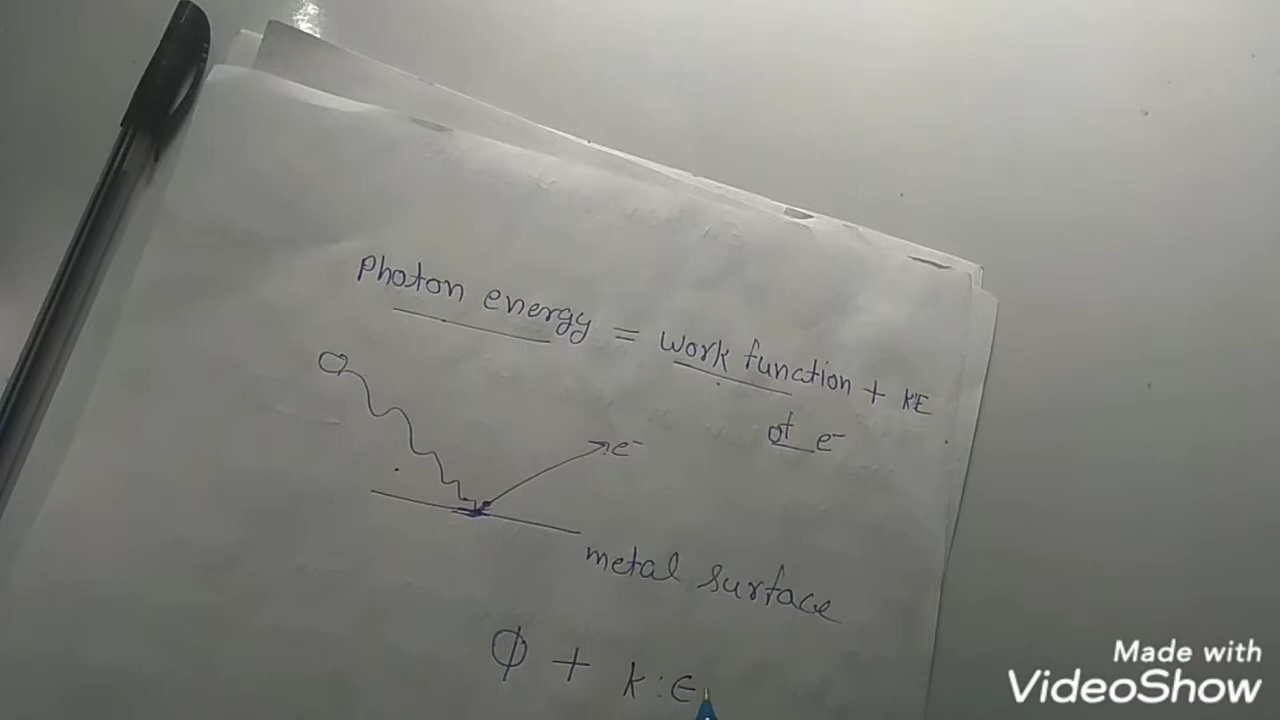 Photon energy = work function + KE
of e⁻
e⁻
metal surface
ϕ + k:E
Made with
VideoShow